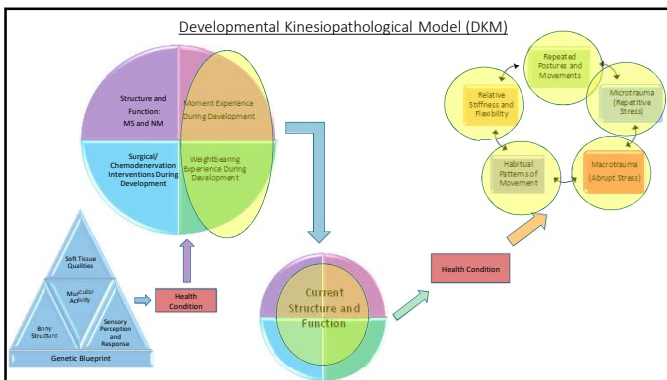 Developmental Kinesiopathological Model (DKM)
Structure and
Function:
MS and NM
Moment Experience
During Development
Surgical/
Chemodenervation
Interventions During
Development
Weightbearing
Experience During
Development
Soft Tissue
Qualities
Muscular
Activity
Body
Structure
Sensory
Perception
and
Response
Genetic Blueprint
Health
Condition
Current
Structure and
Function
Health Condition
Repeated
Postures and
Movements
Microtrauma
(Repetitive
Stress)
Macrotrauma
(Abrupt Stress)
Habitual
Patterns of
Movement
Relative
Stiffness and
Flexibility